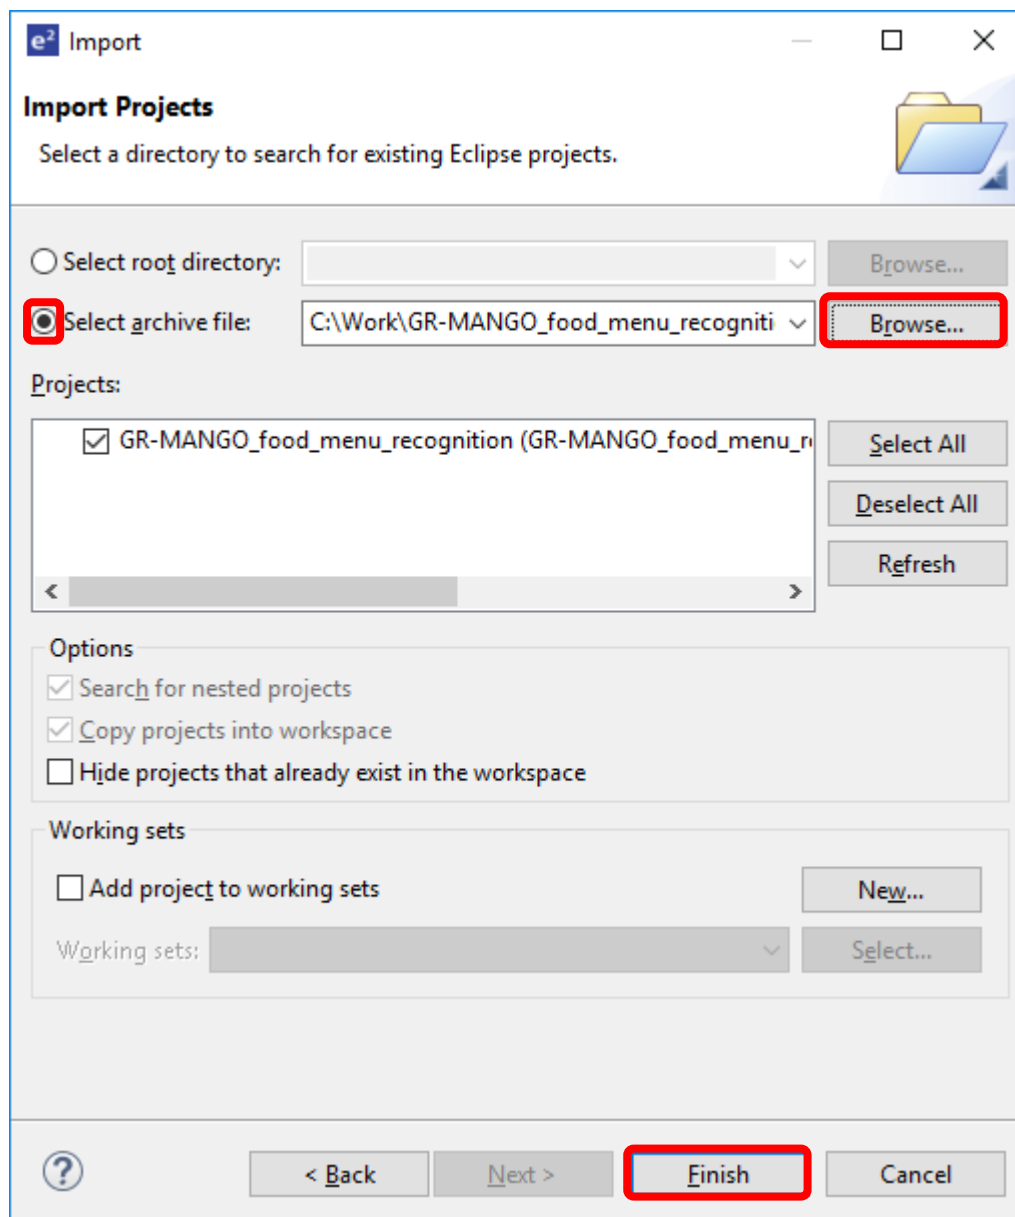 e² Import
Import Projects
Select a directory to search for existing Eclipse projects.
Select root directory:
Browse...
Select archive file: C:\Work\GR-MANGO_food_menu_recogniti Browse...
Projects:
GR-MANGO_food_menu_recognition (GR-MANGO_food_menu_r
Select All
Deselect All
Refresh
Options
Search for nested projects
Copy projects into workspace
Hide projects that already exist in the workspace
Working sets
Add project to working sets
New...
Working sets:
Select...
? < Back Next > Finish Cancel